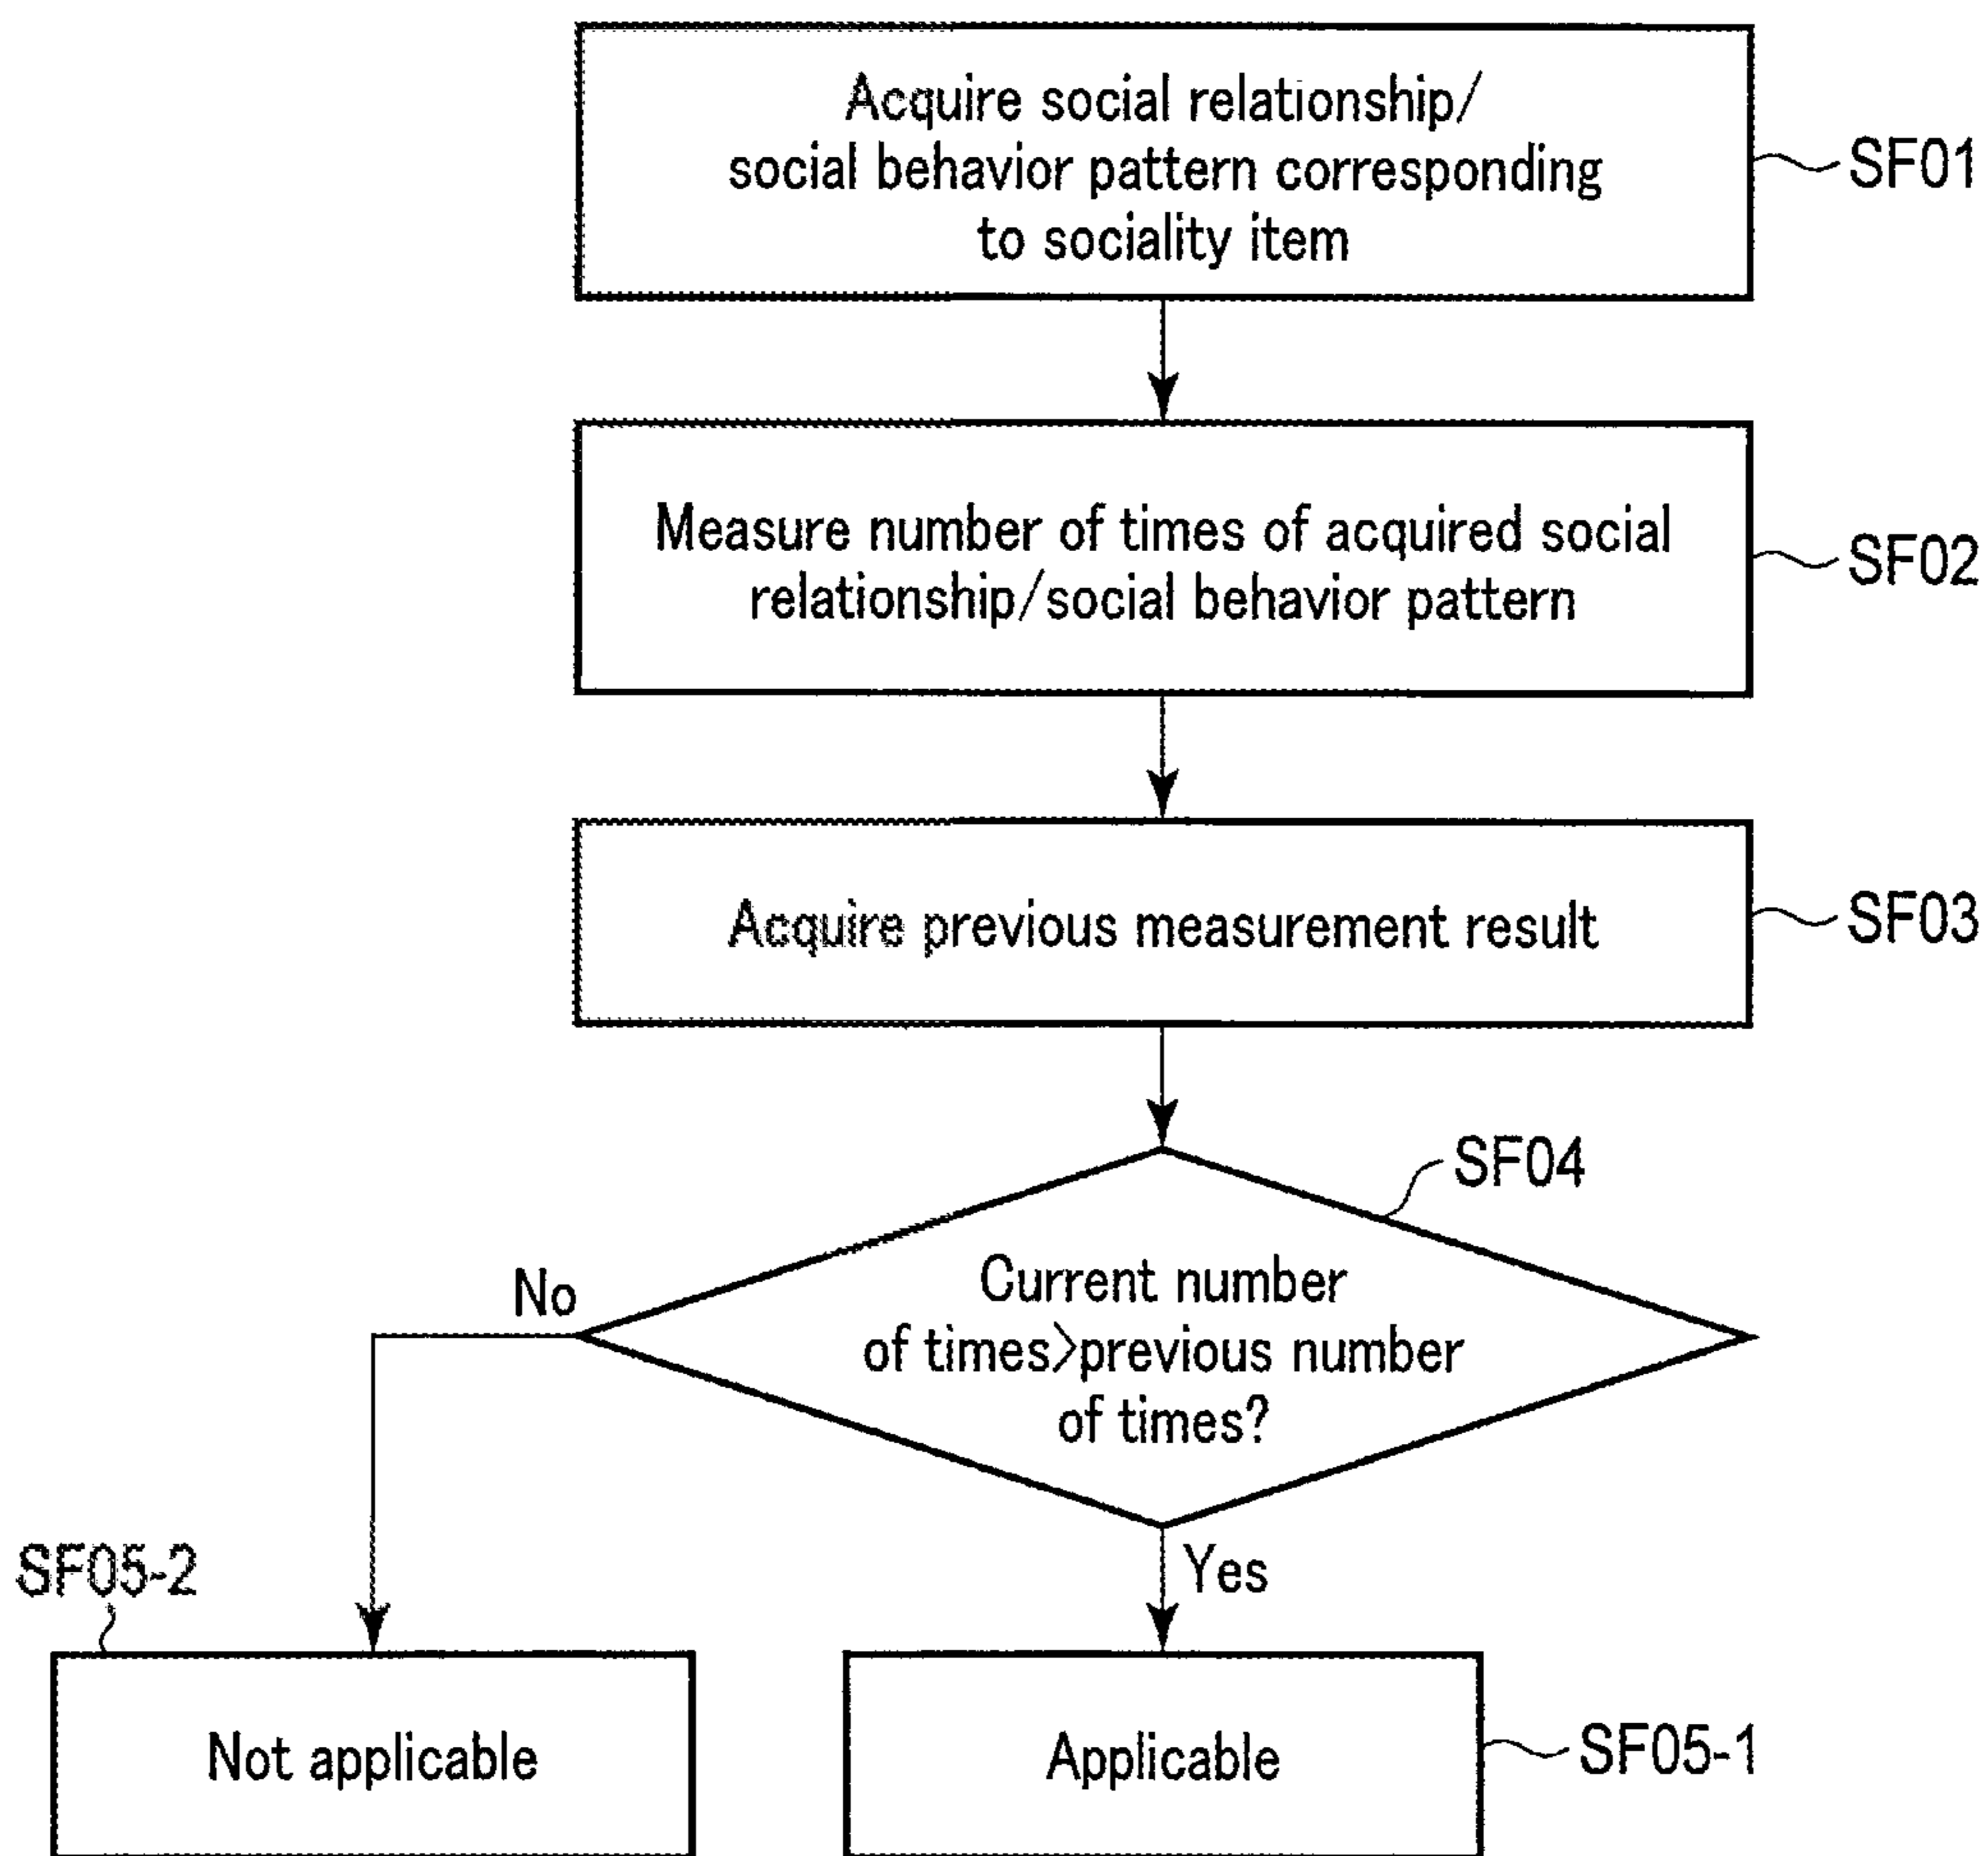 Acquire social relationship/
social behavior pattern corresponding
to sociality item
SF01
Measure number of times of acquired social
relationship/social behavior pattern
SF02
Acquire previous measurement result
SF03
SF04
Current number
of times>previous number
of times?
No
Yes
SF05-2
Not applicable
Applicable
SF05-1